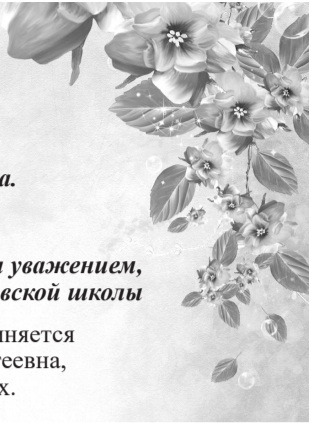 а.
уважением,
вской школы
няется
еевна,
х.